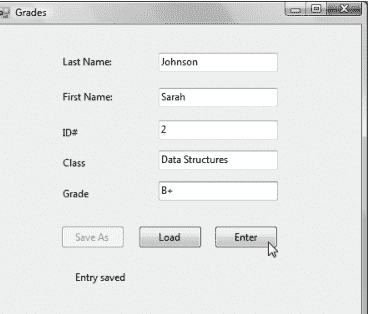 Grades
Last Name: Johnson
First Name: Sarah
ID# 2
Class Data Structures
Grade B+
Save As Load Enter
Entry saved